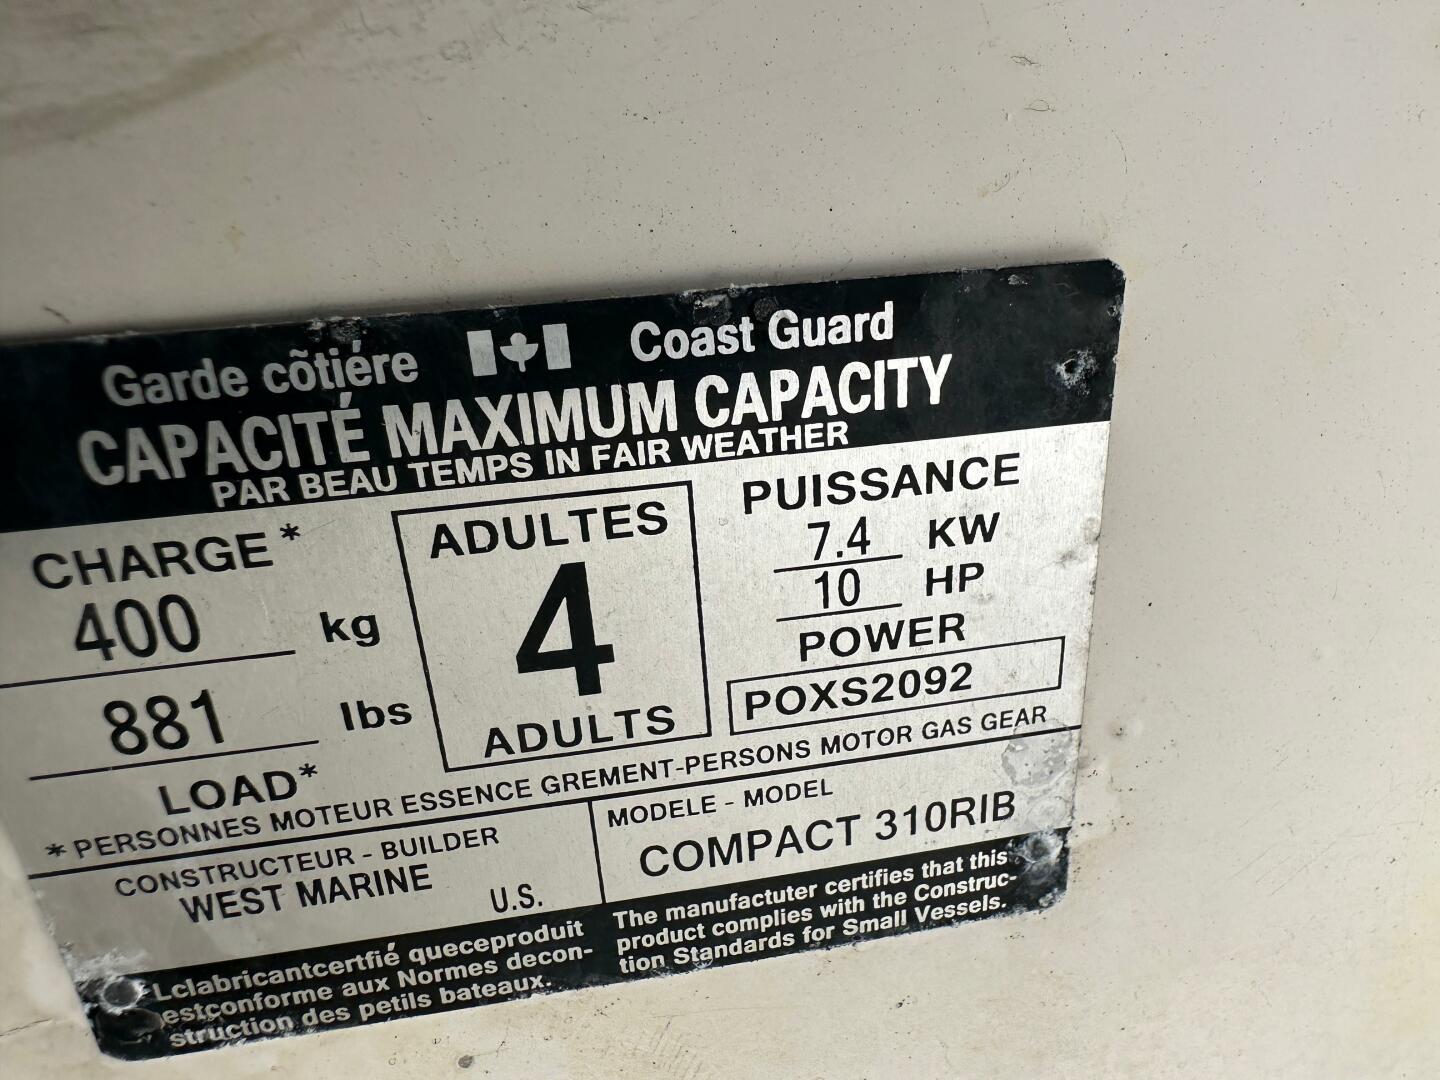 Garde cõtiére Coast Guard
CAPACITÉ MAXIMUM CAPACITY
PAR BEAU TEMPS IN FAIR WEATHER
CHARGE*
400 kg
881 lbs
LOAD*
ADULTES
4
ADULTS
PUISSANCE
7.4 KW
10 HP
POWER
POXS2092
*PERSONNES MOTEUR ESSENCE GREMENT-PERSONS MOTOR GAS GEAR
CONSTRUCTEUR - BUILDER
WEST MARINE
U.S.
MODELE - MODEL
COMPACT 310RIB
Lclabricantcertfié queceproduit
estconforme aux Normes decon-
struction des petils bateaux.
The manufactuter certifies that this
product complies with the Construc-
tion Standards for Small Vessels.